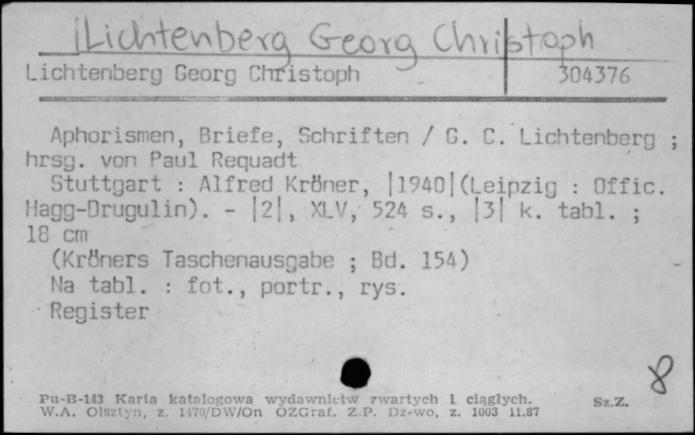 Lichtenberg Georg Christoph
Lichtenberg Georg Christoph 304376
Aphorismen, Briefe, Schriften / G. C. Lichtenberg ;
hrsg. von Paul Requadt
Stuttgart : Alfred Kröner, |1940|(Leipzig : Offic.
Hagg-Drugulin). - |2|, XLV, 524 s., |3| k. tabl. ;
18 cm
(Kröners Taschenausgabe ; Bd. 154)
Na tabl. : fot., portr., rys.
Register
8
Pu-B-143 Karta katalogowa wydawnictw zwartych i ciągłych. Sz.Z.
W.A. Olsztyn, z. 1470/DW/On OZGraf. Z.P. Dz-wo, z. 1003 11.87